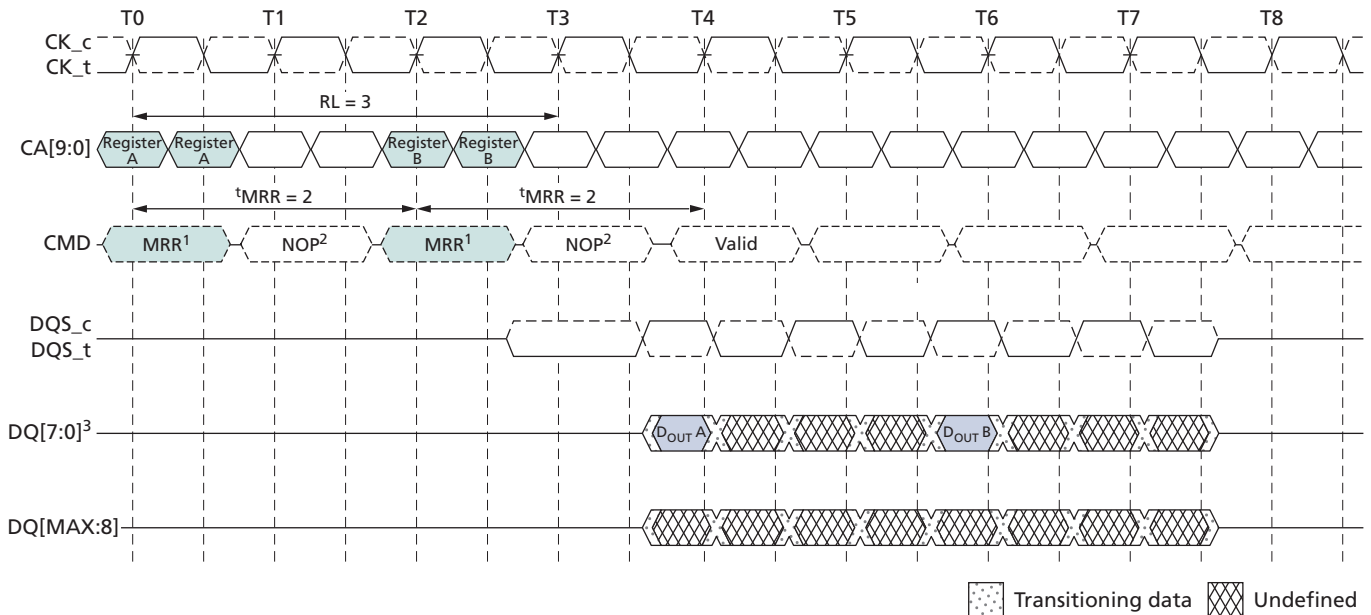 T0 T1 T2 T3 T4 T5 T6 T7 T8
CK_c
CK_t
RL = 3
CA[9:0] Register A Register A Register B Register B
tMRR = 2 tMRR = 2
CMD MRR1 NOP2 MRR1 NOP2 Valid
DQS_c
DQS_t
DQ[7:0]3 DOUT A DOUT B
DQ[MAX:8]
Transitioning data Undefined